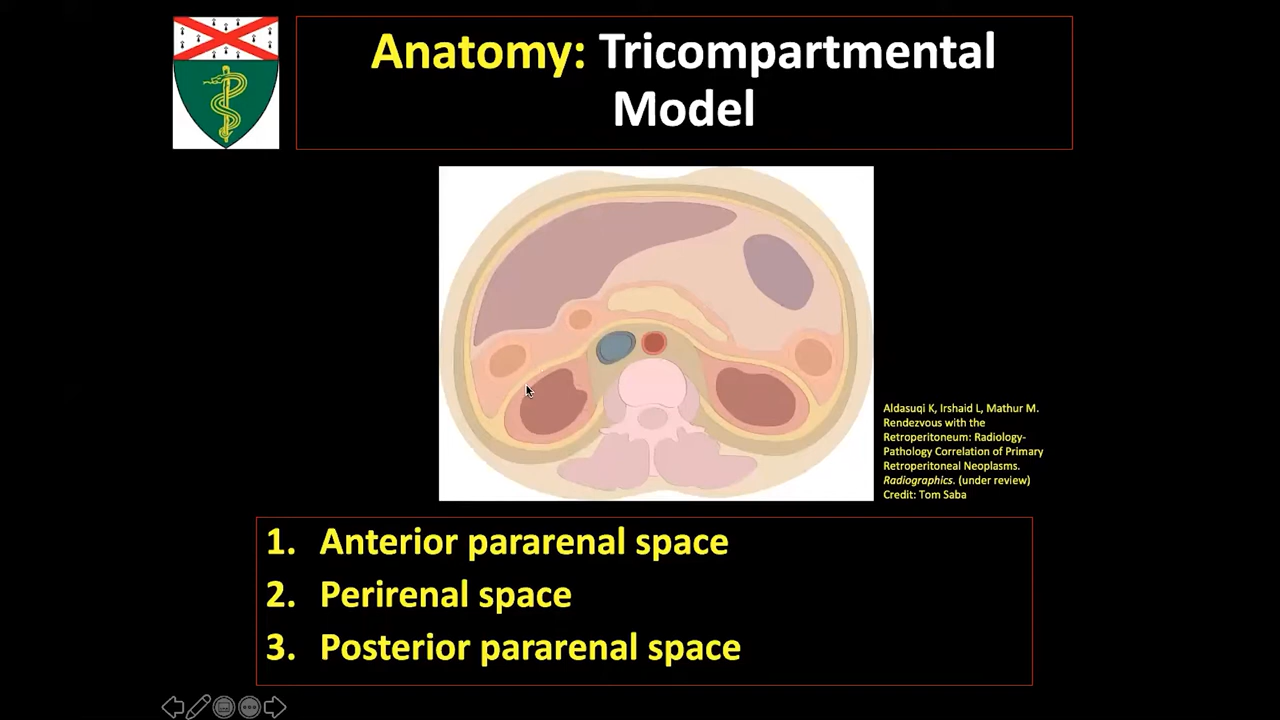 Anatomy: Tricompartmental
Model
Aldasuqi K, Irshaid L, Mathur M.
Rendezvous with the
Retroperitoneum: Radiology-
Pathology Correlation of Primary
Retroperitoneal Neoplasms.
Radiographics. (under review)
Credit: Tom Saba
1. Anterior pararenal space
2. Perirenal space
3. Posterior pararenal space